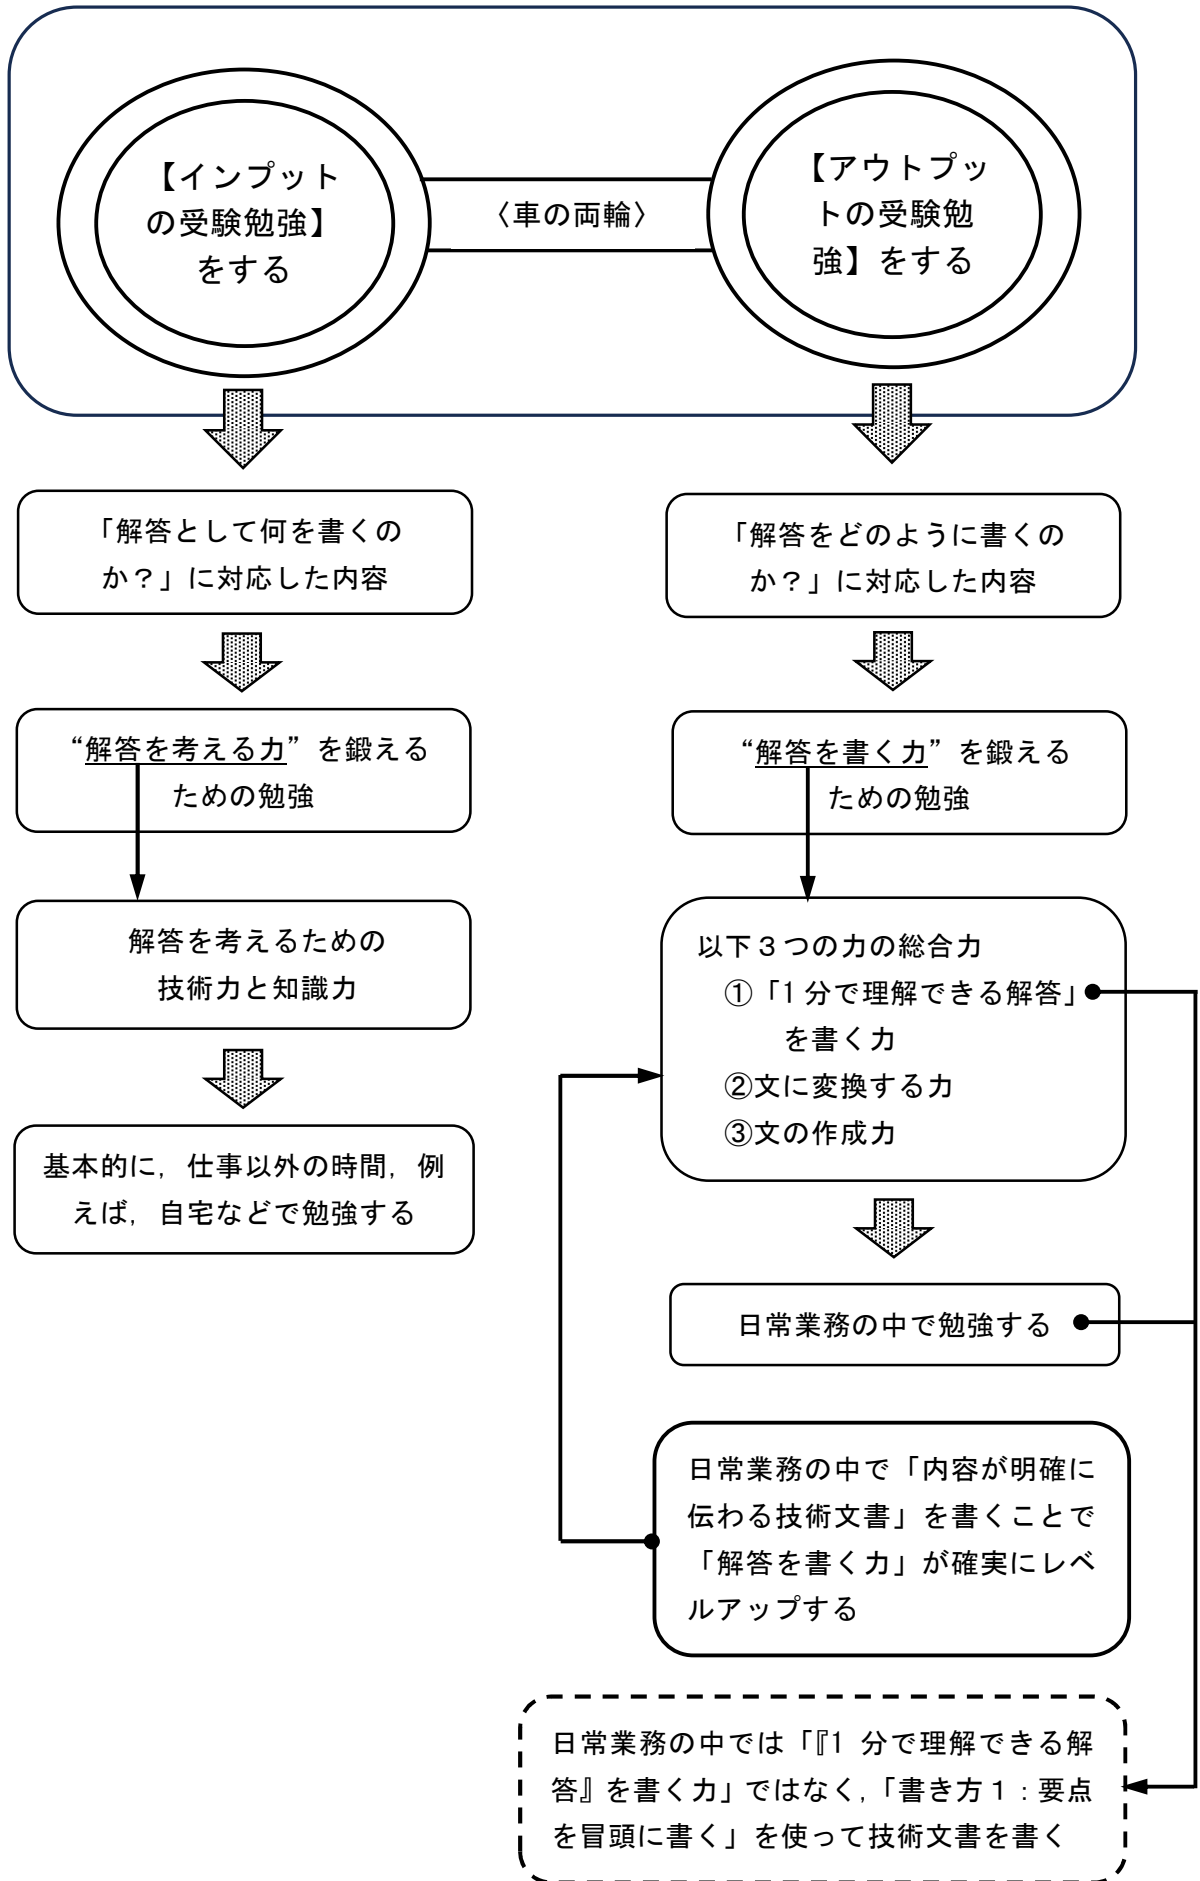 【インプット
の受験勉強】
をする
〈車の両輪〉
【アウトプッ
トの受験勉
強】をする
「解答として何を書くの
か？」に対応した内容
“解答を考える力”を鍛える
ための勉強
解答を考えるための
技術力と知識力
基本的に，仕事以外の時間，例
えば，自宅などで勉強する
「解答をどのように書くの
か？」に対応した内容
“解答を書く力”を鍛える
ための勉強
以下３つの力の総合力
①「1分で理解できる解答」
を書く力
②文に変換する力
③文の作成力
日常業務の中で勉強する
日常業務の中で「内容が明確に
伝わる技術文書」を書くことで
「解答を書く力」が確実にレベ
ルアップする
日常業務の中では「『1 分で理解できる解
答』を書く力」ではなく，「書き方１：要点
を冒頭に書く」を使って技術文書を書く